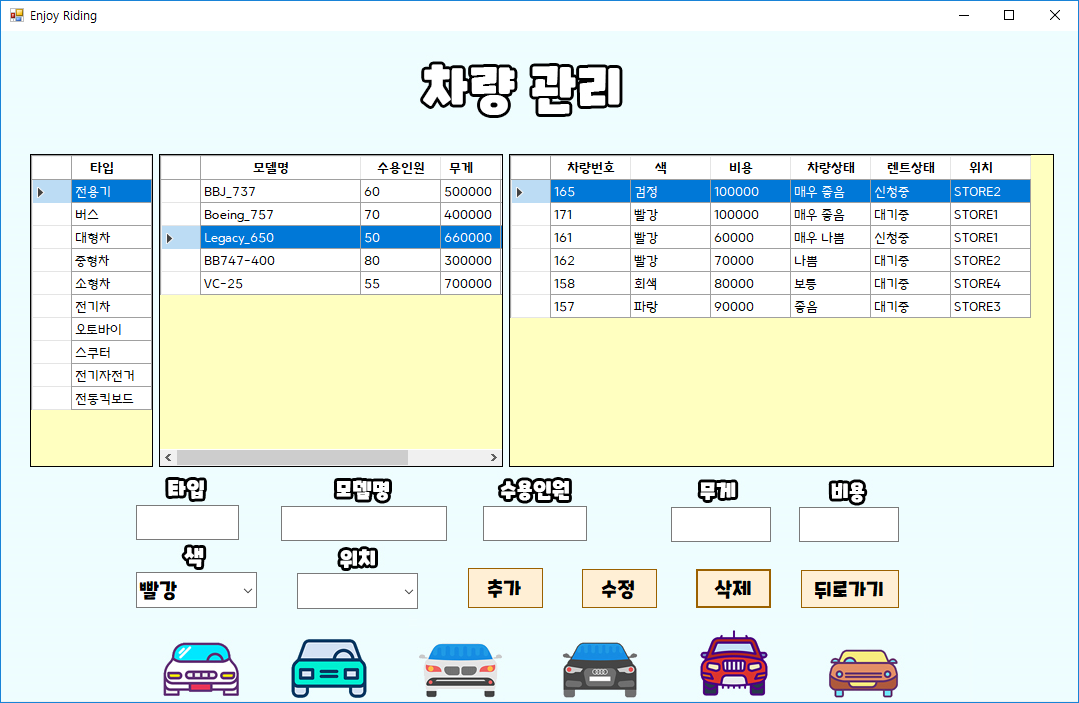 Enjoy Riding
차량 관리
타입
전용기
버스
대형차
중형차
소형차
전기차
오토바이
스쿠터
전기자전거
전동킥보드
모델명 수용인원 무게
BBJ_737 60 500000
Boeing_757 70 400000
Legacy_650 50 660000
BB747-400 80 300000
VC-25 55 700000
차량번호 색 비용 차량상태 렌트상태 위치
165 검정 100000 매우 좋음 신청중 STORE2
171 빨강 100000 매우 좋음 대기중 STORE1
161 빨강 60000 매우 나쁨 신청중 STORE1
162 빨강 70000 나쁨 대기중 STORE2
158 회색 80000 보통 대기중 STORE4
157 파랑 90000 좋음 대기중 STORE3
타입 모델명 수용인원 무게 비용
색 위치
빨강 추가 수정 삭제 뒤로가기